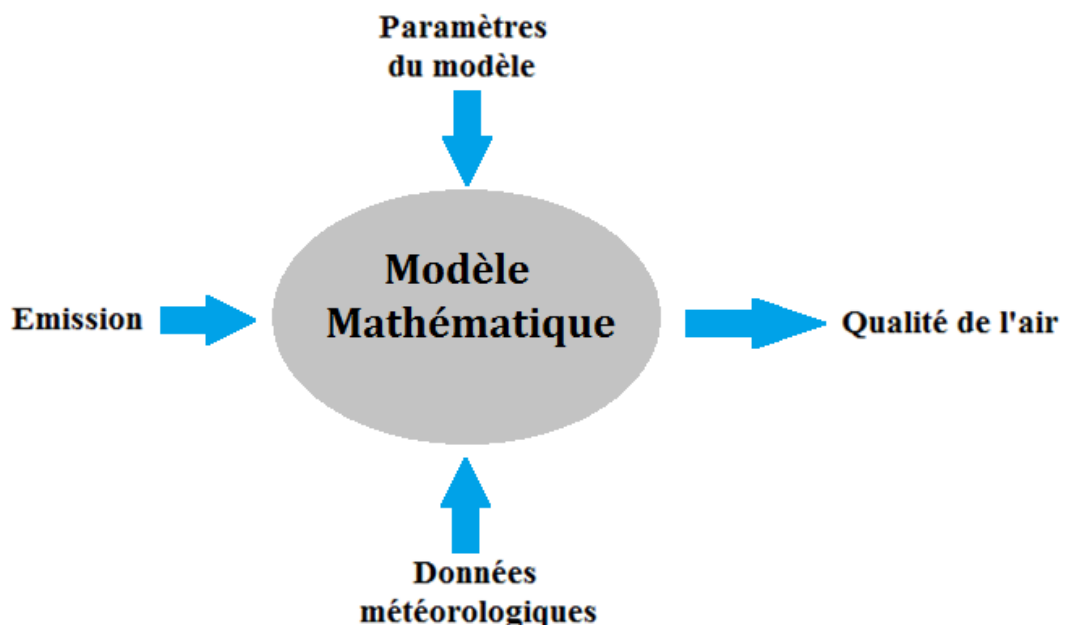 Paramètres
du modèle
Modèle
Mathématique
Emission
Qualité de l'air
Données
météorologiques